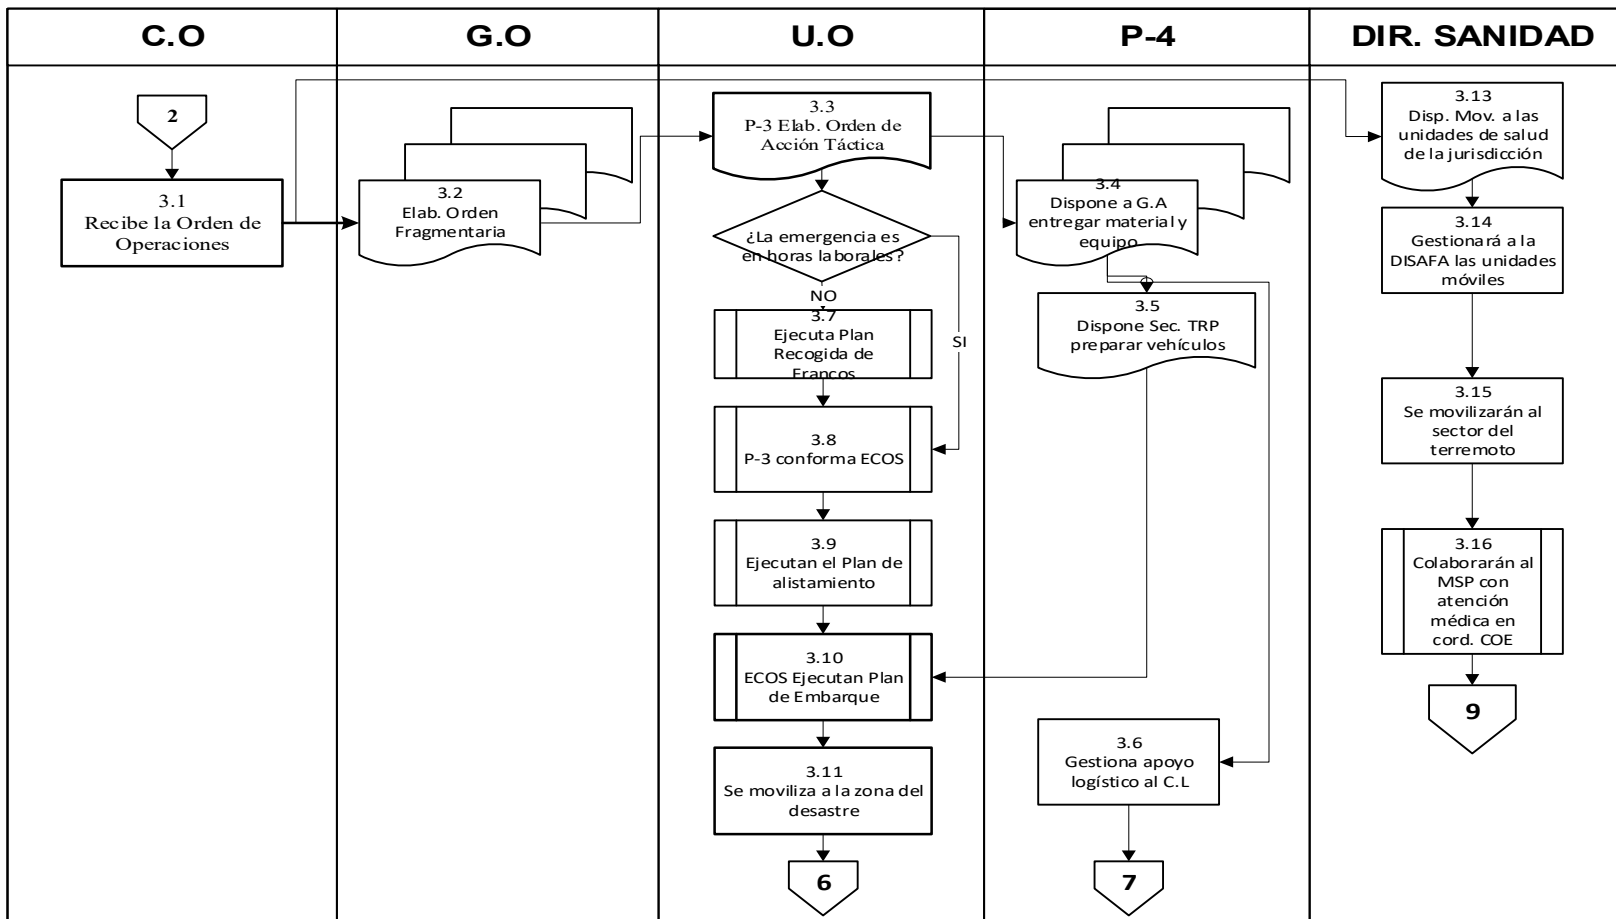 C.O
G.O
U.O
P-4
DIR. SANIDAD
2
3.1
Recibe la Orden de
Operaciones
3.2
Elab. Orden
Fragmentaria
3.3
P-3 Elab. Orden de
Acción Táctica
¿La emergencia es
en horas laborales?
NO
SI
3.7
Ejecuta Plan
Recogida de
Francos
3.8
P-3 conforma ECOS
3.9
Ejecutan el Plan de
alistamiento
3.10
ECOS Ejecutan Plan
de Embarque
3.11
Se moviliza a la zona del
desastre
6
3.4
Dispone a G.A
entregar material y
equipo
3.5
Dispone Sec. TRP
preparar vehículos
3.6
Gestiona apoyo
logístico al C.L
7
3.13
Disp. Mov. a las
unidades de salud
de la jurisdicción
3.14
Gestionará a la
DISAFA las unidades
móviles
3.15
Se movilizarán al
sector del
terremoto
3.16
Colaborarán al
MSP con
atención
médica en
cord. COE
9